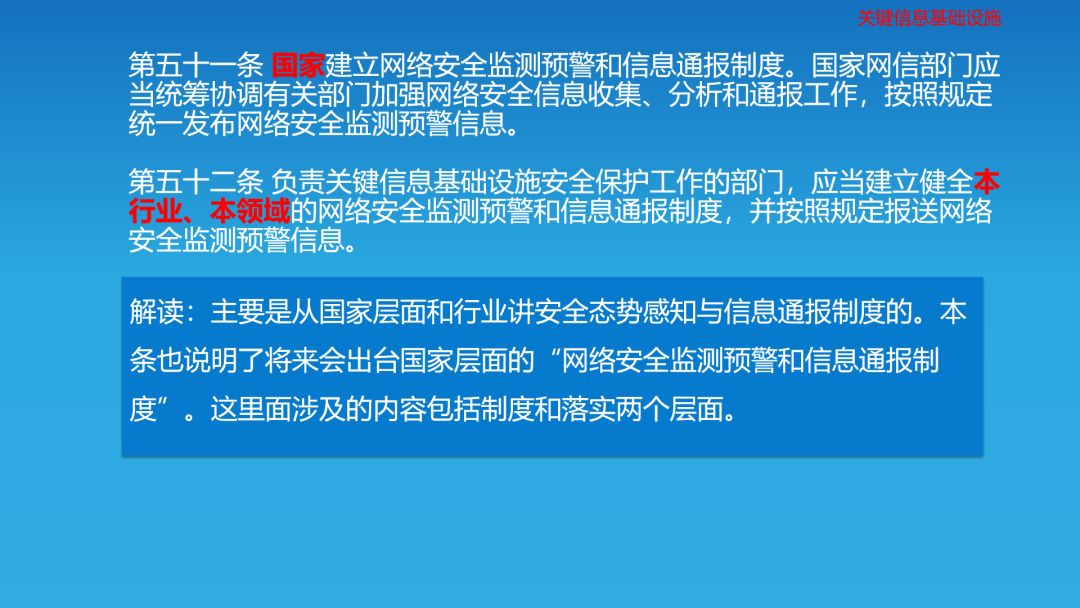 关键信息基础设施
第五十一条 国家建立网络安全监测预警和信息通报制度。国家网信部门应
当统筹协调有关部门加强网络安全信息收集、分析和通报工作，按照规定
统一发布网络安全监测预警信息。
第五十二条 负责关键信息基础设施安全保护工作的部门，应当建立健全本
行业、本领域的网络安全监测预警和信息通报制度，并按照规定报送网络
安全监测预警信息。
解读：主要是从国家层面和行业讲安全态势感知与信息通报制度的。本
条也说明了将来会出台国家层面的“网络安全监测预警和信息通报制
度”。这里面涉及的内容包括制度和落实两个层面。